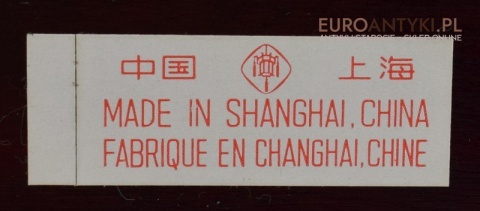 EUROANTYKI.PL
中国 上海
MADE IN SHANGHAI, CHINA
FABRIQUE EN CHANGHAI, CHINE